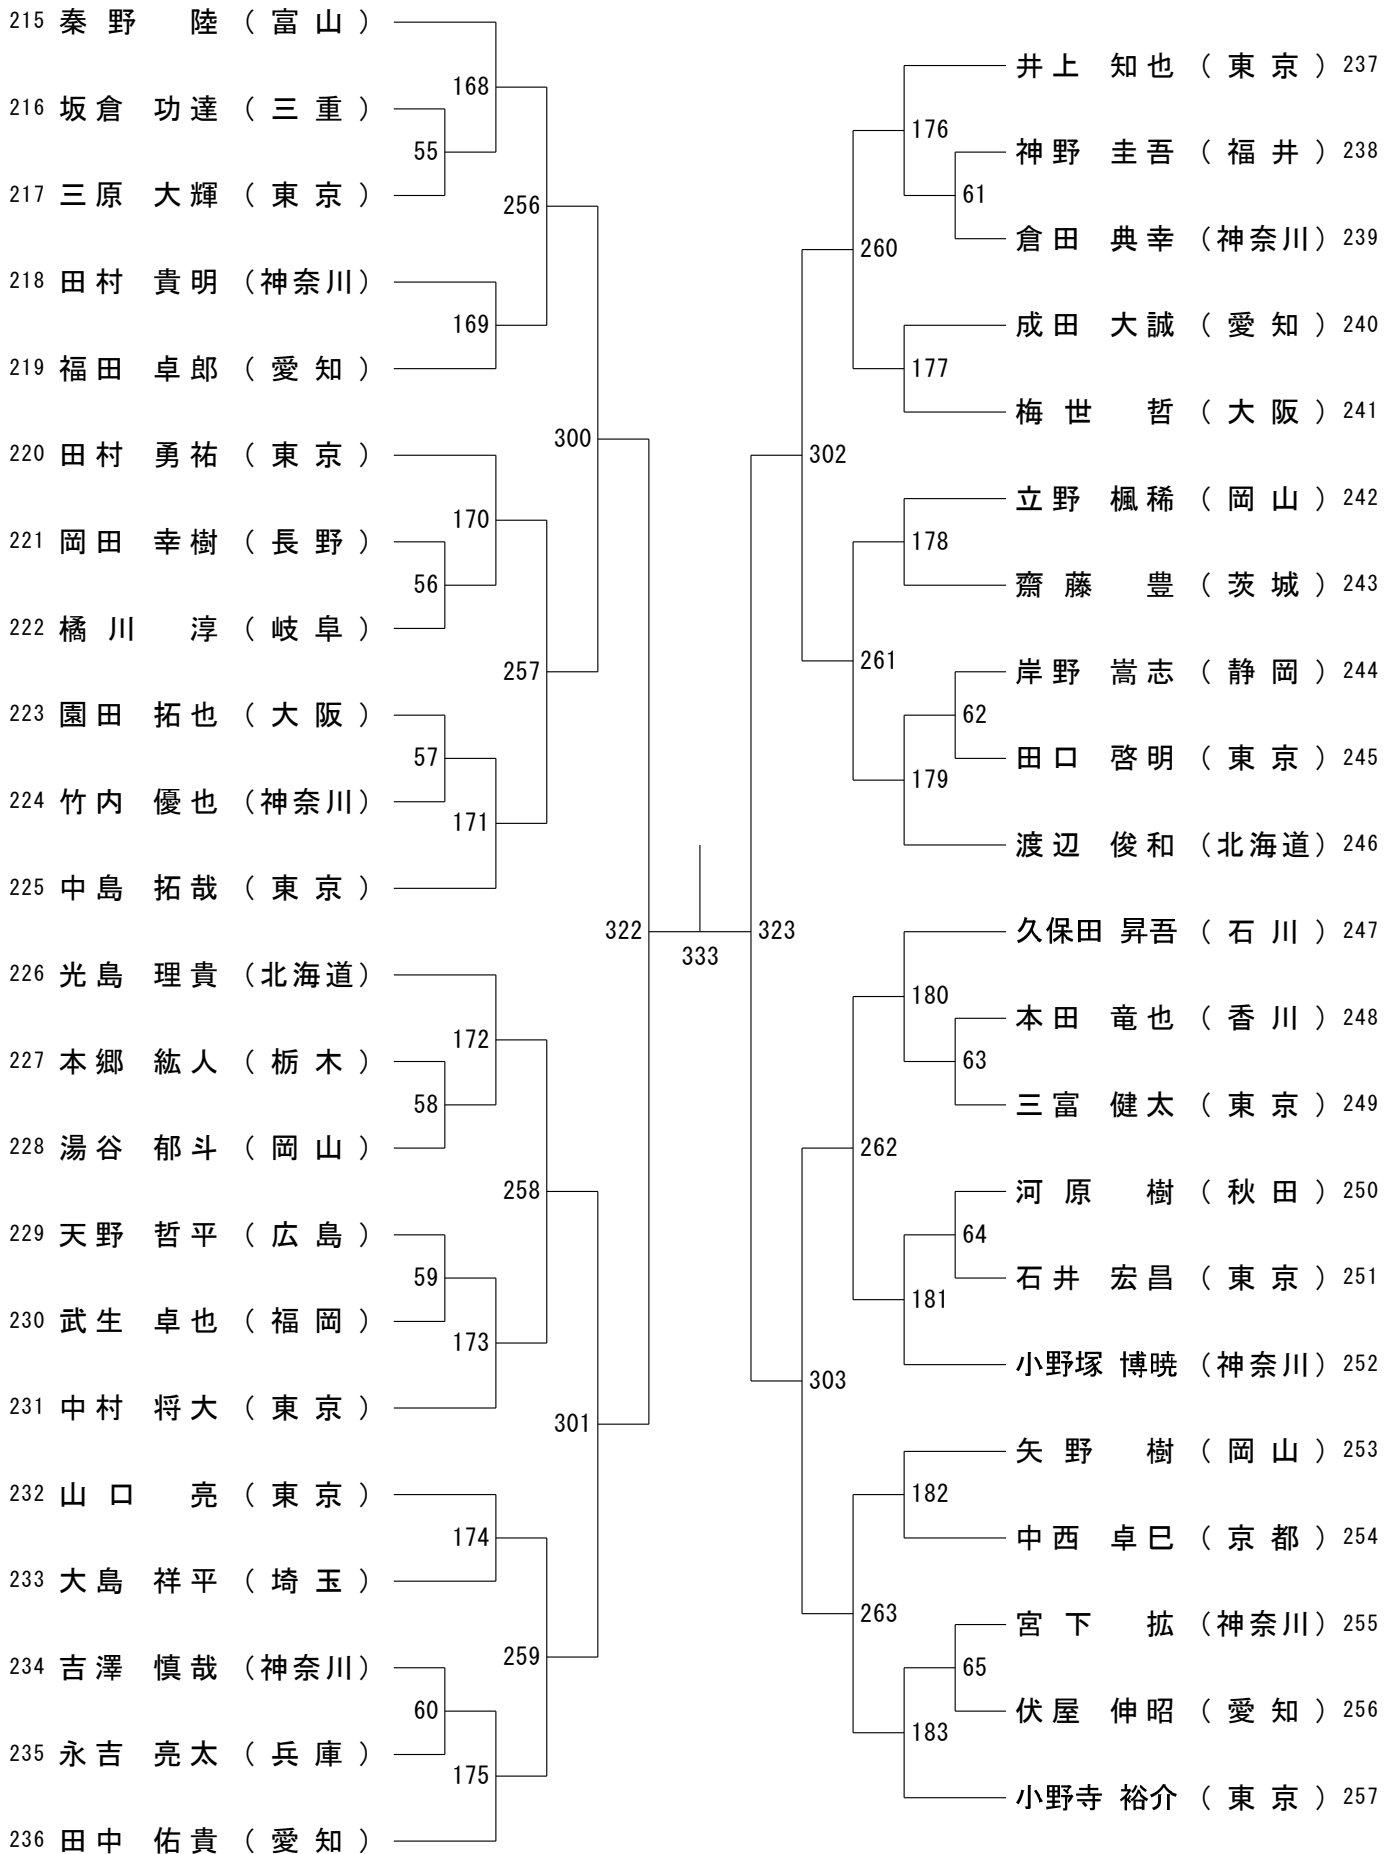 215 秦野 陸 （富山）
168
216 坂倉 功達 （三重）
55
217 三原 大輝 （東京）
256
218 田村 貴明 （神奈川）
169
219 福田 卓郎 （愛知）
300
220 田村 勇祐 （東京）
170
221 岡田 幸樹 （長野）
56
222 橘川 淳 （岐阜）
257
223 園田 拓也 （大阪）
57
224 竹内 優也 （神奈川）
171
225 中島 拓哉 （東京）
322
226 光島 理貴 （北海道）
172
227 本郷 紘人 （栃木）
58
228 湯谷 郁斗 （岡山）
258
229 天野 哲平 （広島）
59
230 武生 卓也 （福岡）
173
231 中村 将大 （東京）
301
232 山口 亮 （東京）
174
233 大島 祥平 （埼玉）
259
234 吉澤 慎哉 （神奈川）
60
235 永吉 亮太 （兵庫）
175
236 田中 佑貴 （愛知）
333
井上 知也 （東京） 237
176
神野 圭吾 （福井） 238
61
倉田 典幸 （神奈川） 239
260
成田 大誠 （愛知） 240
177
梅世 哲 （大阪） 241
302
立野 楓稀 （岡山） 242
178
齋藤 豊 （茨城） 243
261
岸野 嵩志 （静岡） 244
62
田口 啓明 （東京） 245
179
渡辺 俊和 （北海道） 246
323
久保田 昇吾 （石川） 247
180
本田 竜也 （香川） 248
63
三富 健太 （東京） 249
262
河原 樹 （秋田） 250
64
石井 宏昌 （東京） 251
181
小野塚 博暁 （神奈川） 252
303
矢野 樹 （岡山） 253
182
中西 卓巳 （京都） 254
263
宮下 拡 （神奈川） 255
65
伏屋 伸昭 （愛知） 256
183
小野寺 裕介 （東京） 257